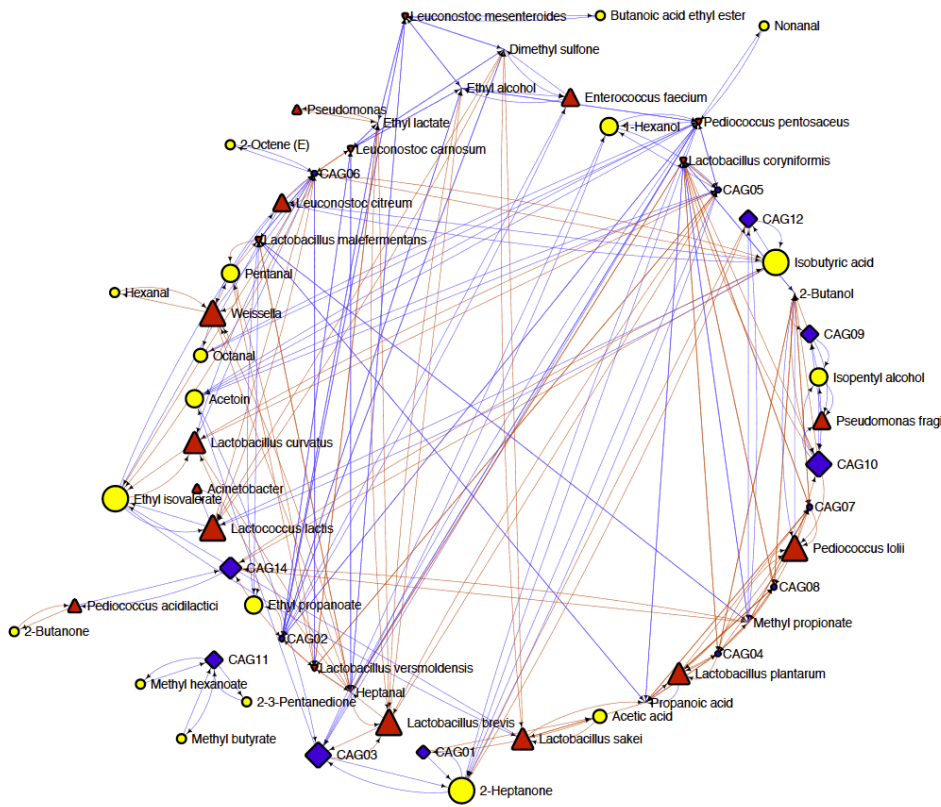 Leuconostoc mesenteroides
Butanoic acid ethyl ester
Nonanal
Dimethyl sulfone
Ethyl alcohol
Enterococcus faecium
Pseudomonas
Ethyl lactate
1-Hexanol
Pediococcus pentosaceus
2-Octene (E)
Leuconostoc carnosum
Lactobacillus coryniformis
CAG06
CAG05
Leuconostoc citreum
CAG12
Lactobacillus malefermentans
Isobutyric acid
Pentanal
Hexanal
2-Butanol
Weissella
CAG09
Octanal
Isopentyl alcohol
Acetoin
Pseudomonas fragi
Lactobacillus curvatus
CAG10
Acinetobacter
Ethyl isovalerate
CAG07
Lactococcus lactis
Pediococcus lolii
CAG14
CAG08
Pediococcus acidilactici
Ethyl propanoate
Methyl propionate
2-Butanone
CAG02
CAG04
CAG11
Lactobacillus versmoldensis
Lactobacillus plantarum
Methyl hexanoate
Heptanal
2-3-Pentanedione
Propanoic acid
Acetic acid
Lactobacillus brevis
Methyl butyrate
Lactobacillus sakei
CAG03
CAG01
2-Heptanone